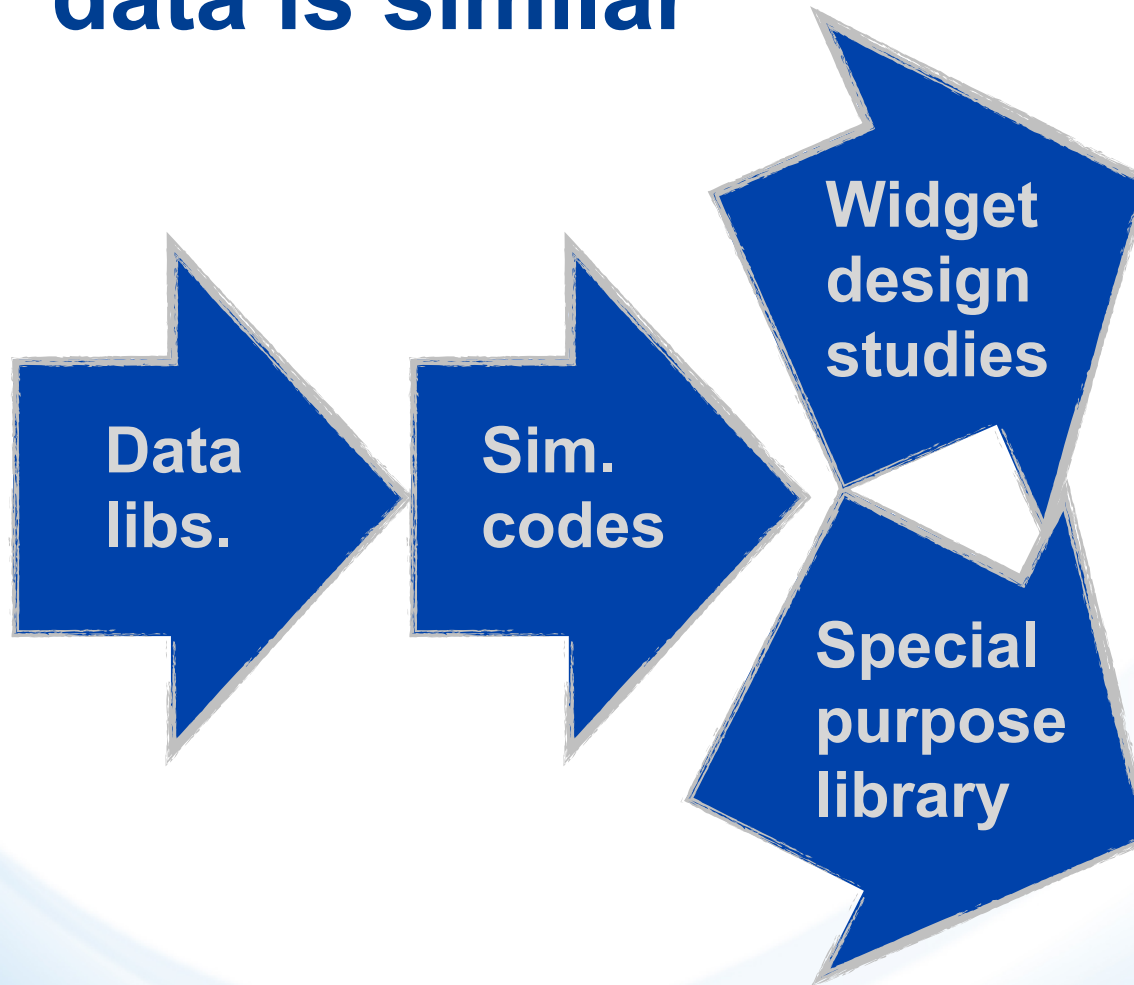 data is similar
Data
libs.
Sim.
codes
Widget
design
studies
Special
purpose
library